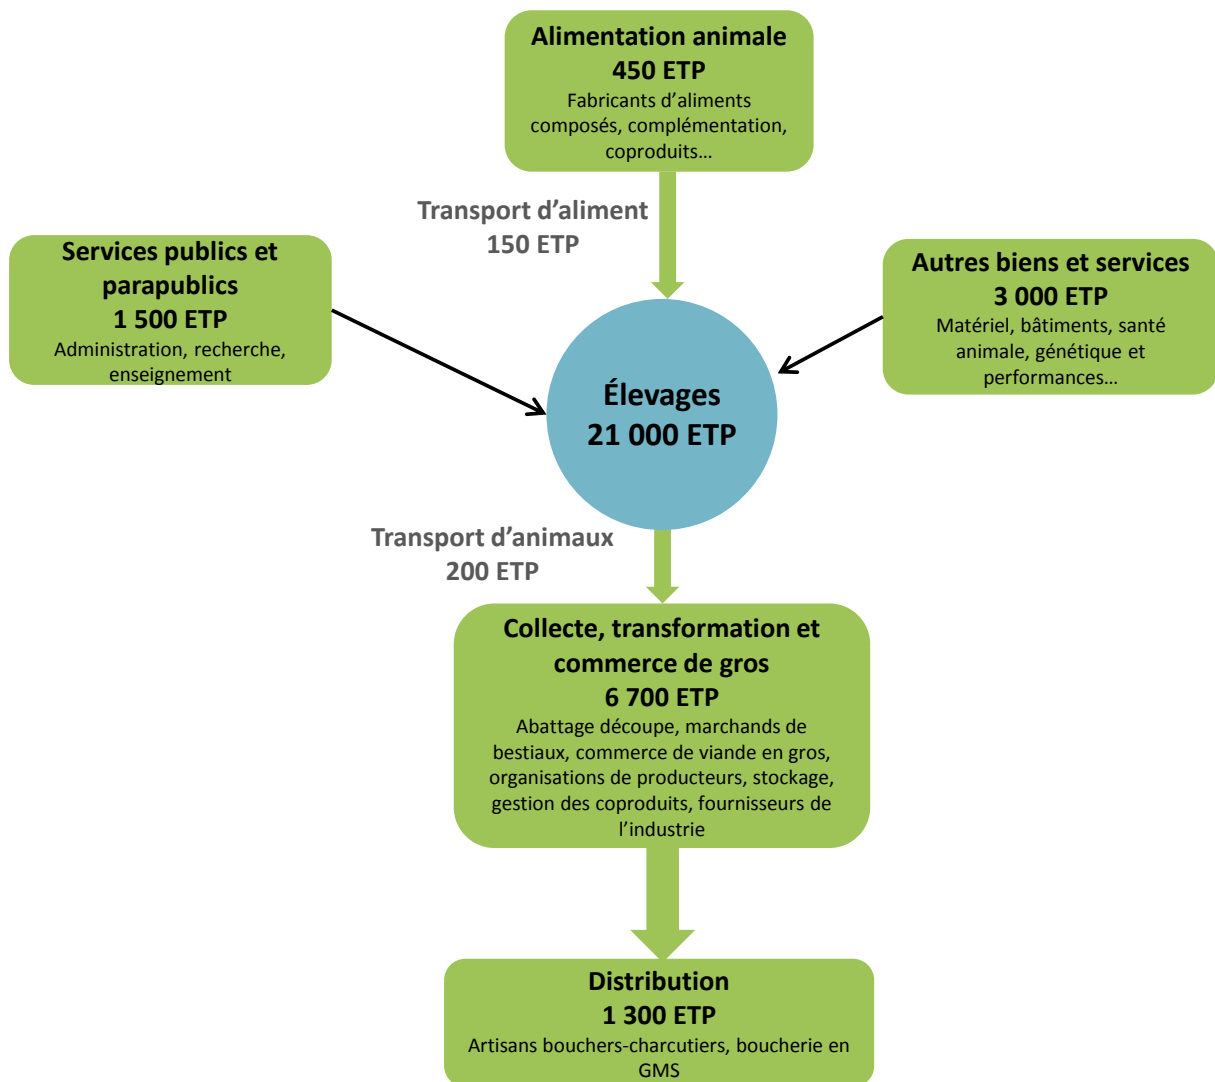 Alimentation animale
450 ETP
Fabricants d’aliments
composés, complémentation,
coproduits…
Transport d’aliment
150 ETP
Services publics et
parapublics
1 500 ETP
Administration, recherche,
enseignement
Autres biens et services
3 000 ETP
Matériel, bâtiments, santé
animale, génétique et
performances…
Élevages
21 000 ETP
Transport d’animaux
200 ETP
Collecte, transformation et
commerce de gros
6 700 ETP
Abattage découpe, marchands de
bestiaux, commerce de viande en gros,
organisations de producteurs, stockage,
gestion des coproduits, fournisseurs de
l’industrie
Distribution
1 300 ETP
Artisans bouchers-charcutiers, boucherie en
GMS